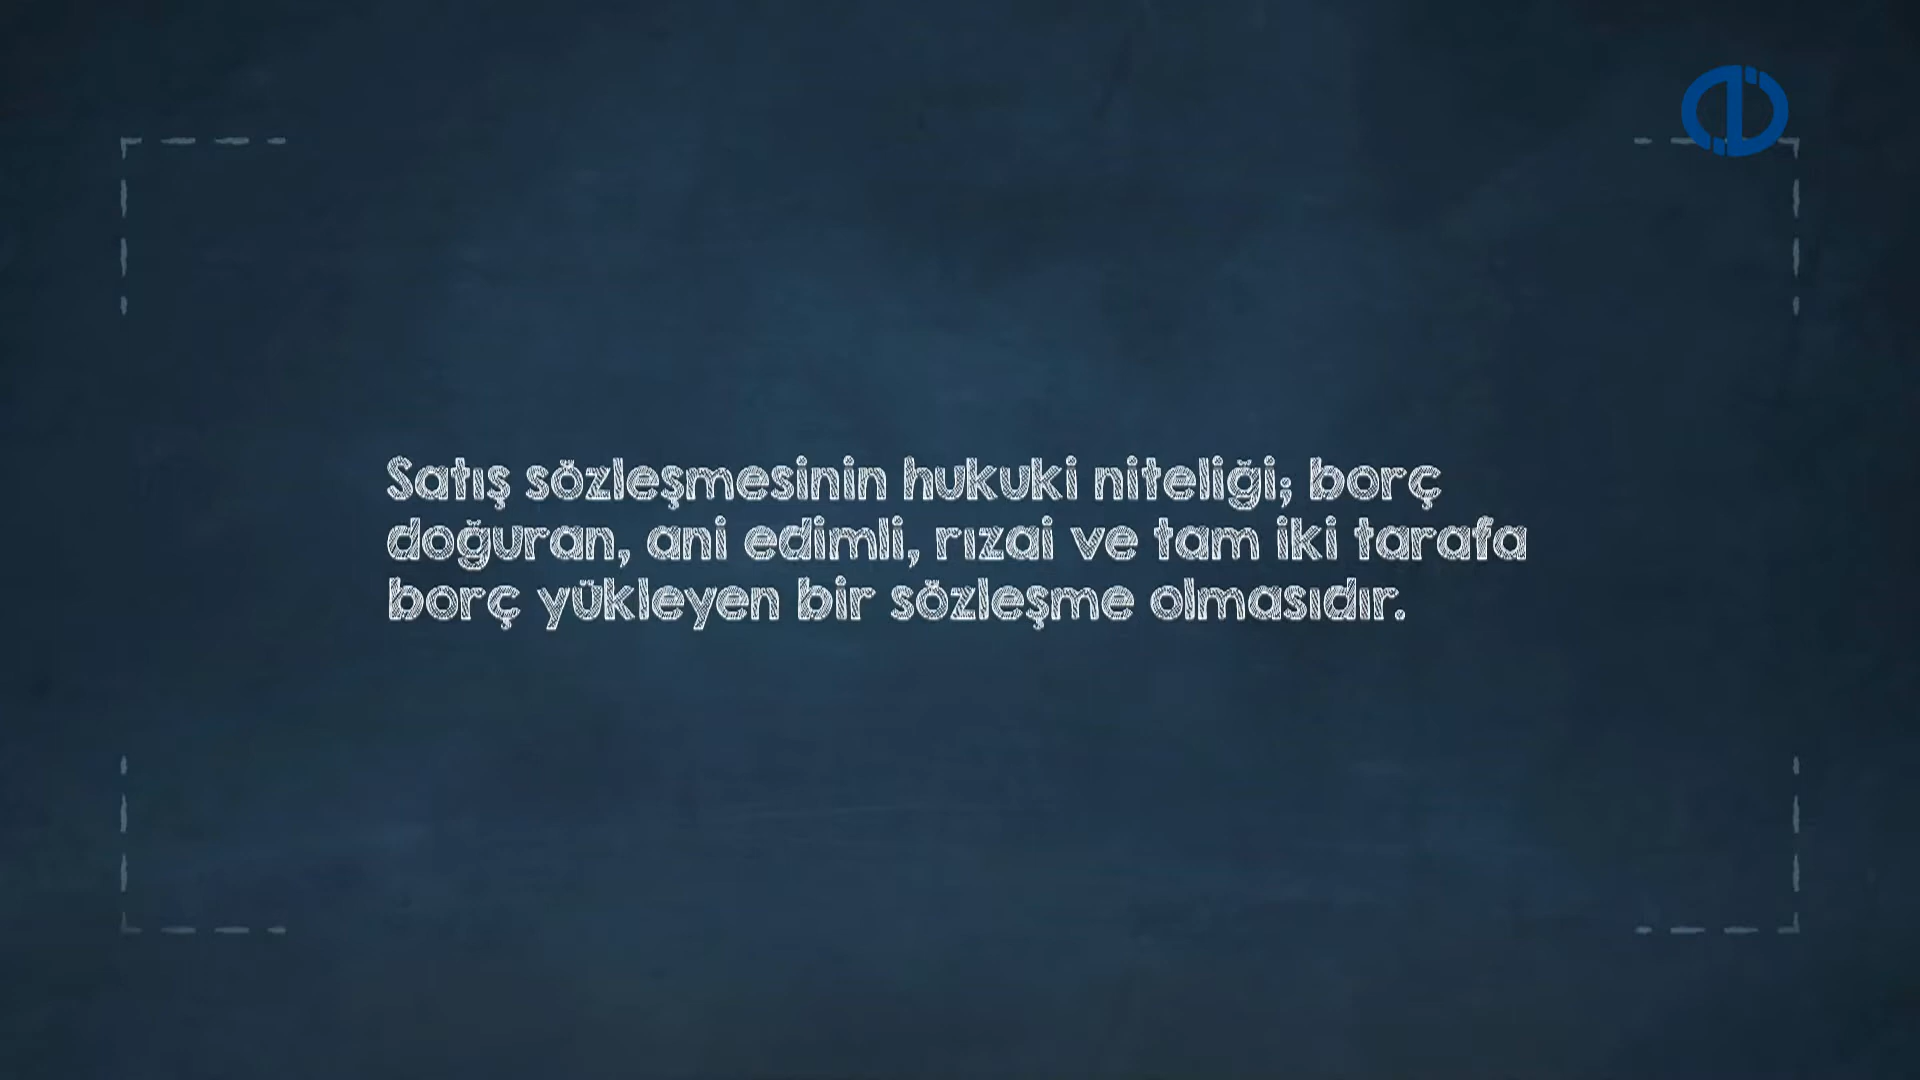 Satış sözleşmesinin hukuki niteliği; borç
doğuran, ani edimli, rızai ve tam iki tarafa
borç yükleyen bir sözleşme olmasıdır.